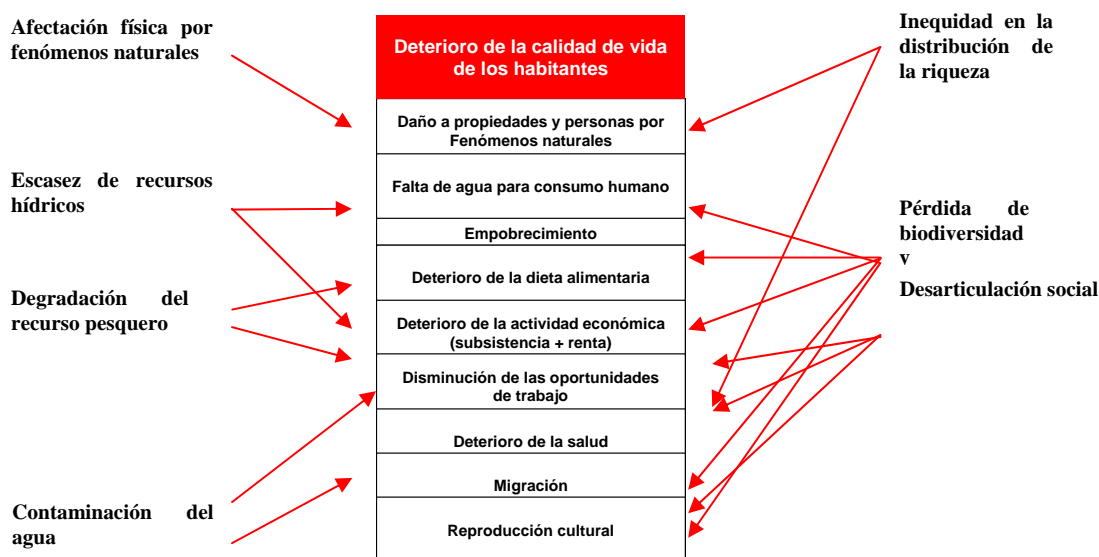 Afectación física por
fenómenos naturales
Escasez de recursos
hídricos
Degradación del
recurso pesquero
Contaminación del
agua
Deterioro de la calidad de vida
de los habitantes
Daño a propiedades y personas por
Fenómenos naturales
Falta de agua para consumo humano
Empobrecimiento
Deterioro de la dieta alimentaria
Deterioro de la actividad económica
(subsistencia + renta)
Disminución de las oportunidades
de trabajo
Deterioro de la salud
Migración
Reproducción cultural
Inequidad en la
distribución de
la riqueza
Pérdida de
biodiversidad
v
Desarticulación social